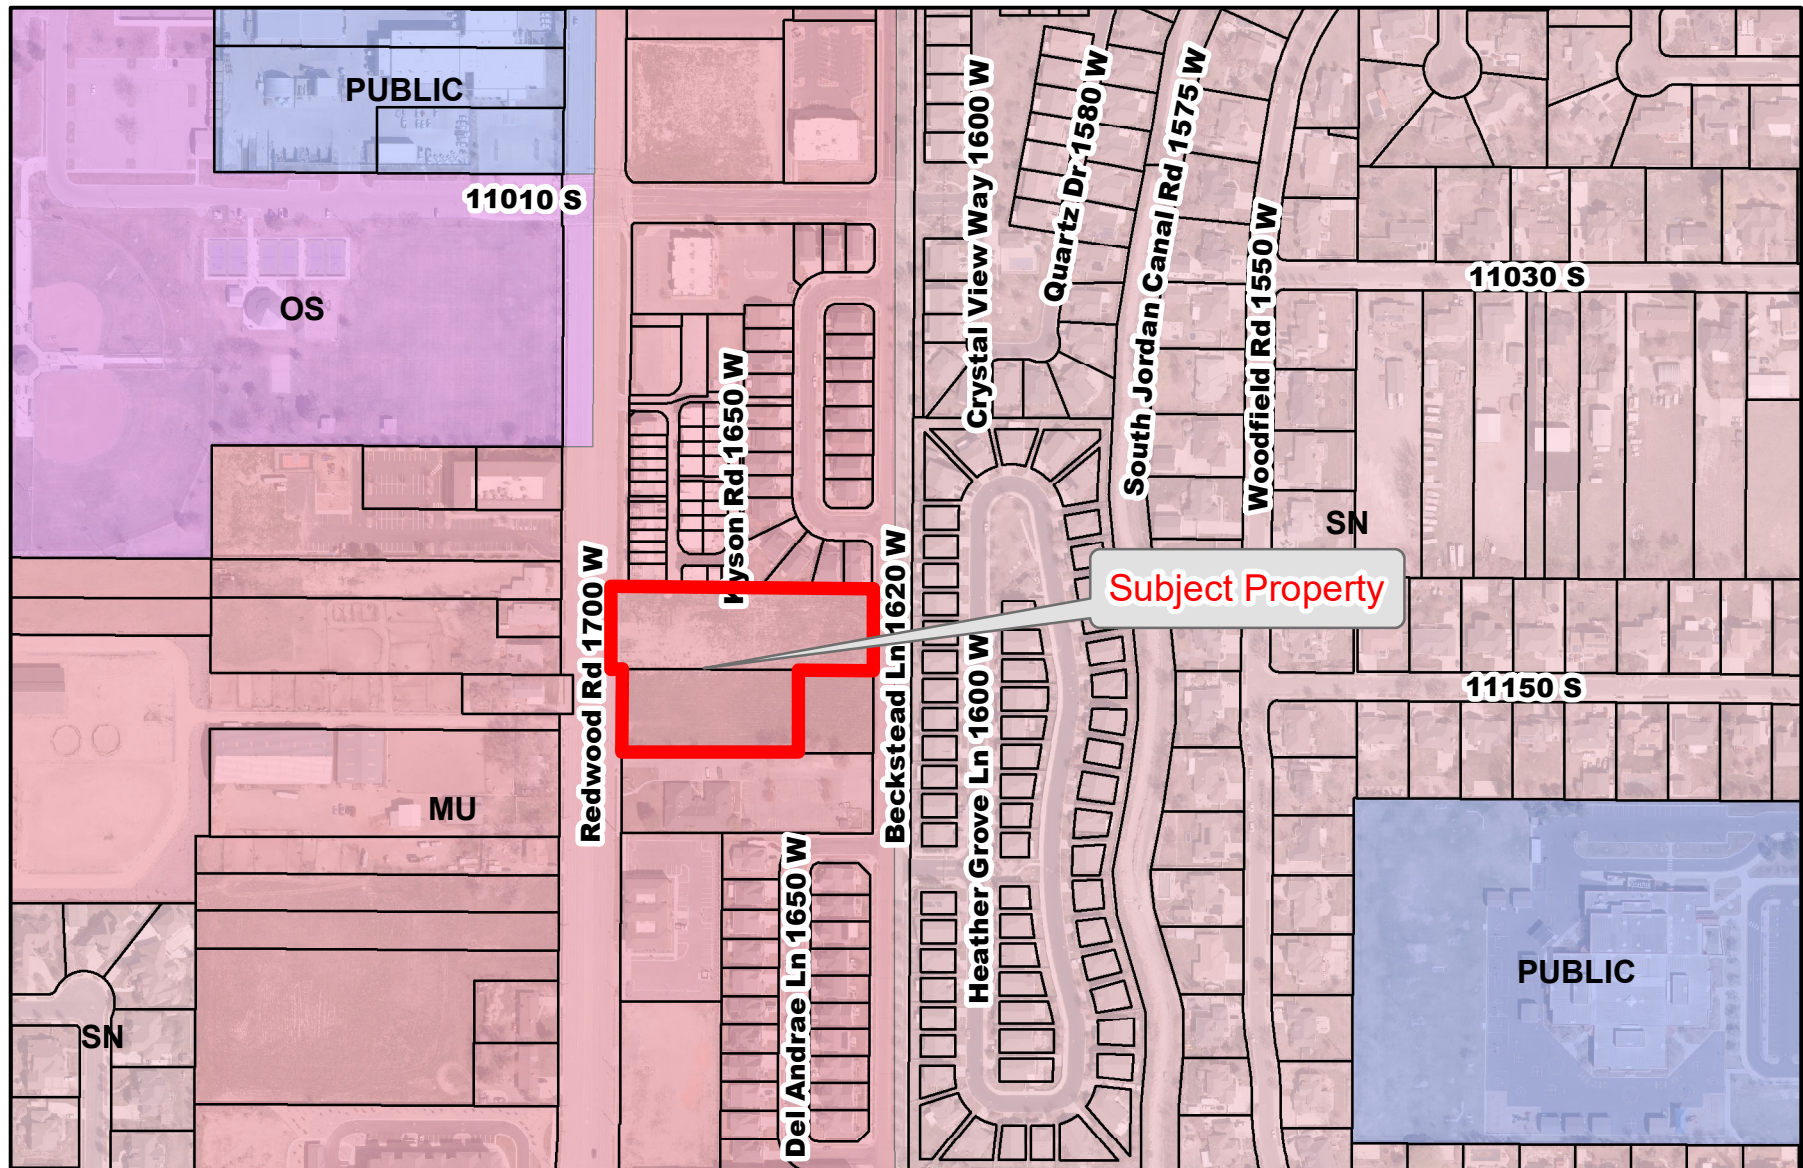 PUBLIC
11010 S
OS
Crystal View Way 1600 W
Quartz Dr 1580 W
South Jordan Canal Rd 1575 W
Woodfield Rd 1550 W
11030 S
Kyson Rd 1650 W
SN
Redwood Rd 1700 W
Beckstead Ln 1620 W
Subject Property
Heather Grove Ln 1600 W
11150 S
MU
Del Andrae Ln 1650 W
PUBLIC
SN